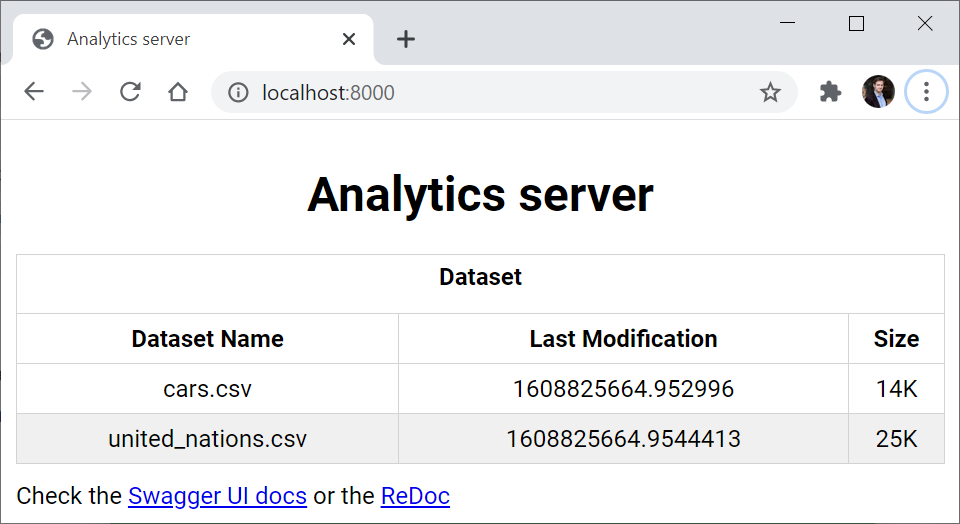 Analytics server
localhost:8000
Analytics server
Dataset
Dataset Name Last Modification Size
cars.csv 1608825664.952996 14K
united_nations.csv 1608825664.9544413 25K
Check the Swagger UI docs or the ReDoc